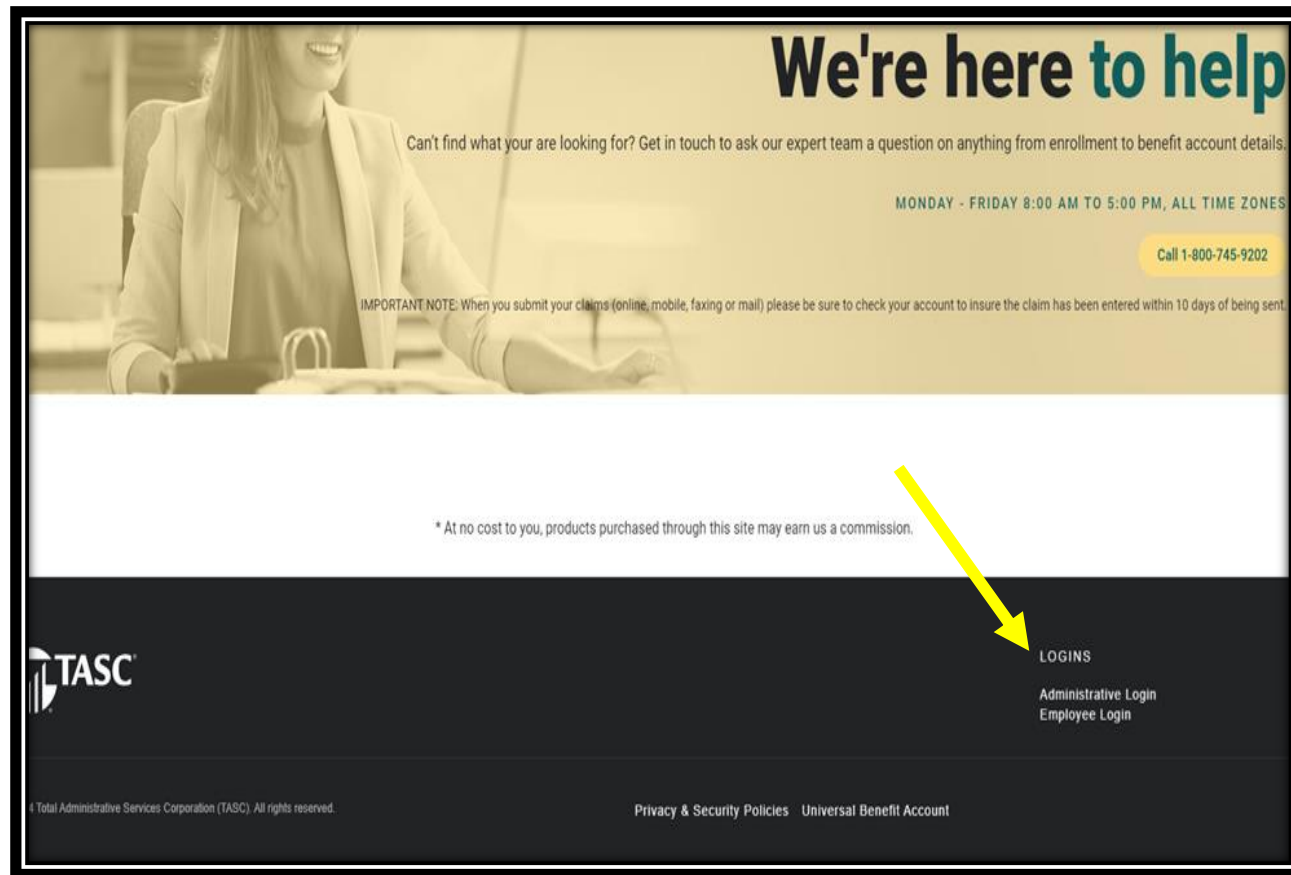 We're here to help
Can't find what your are looking for? Get in touch to ask our expert team a question on anything from enrollment to benefit account details.
MONDAY - FRIDAY 8:00 AM TO 5:00 PM, ALL TIME ZONES
Call 1-800-745-9202
IMPORTANT NOTE: When you submit your claims (online, mobile, faxing or mail) please be sure to check your account to insure the claim has been entered within 10 days of being sent.
* At no cost to you, products purchased through this site may earn us a commission.
TASC
LOGINS
Administrative Login
Employee Login
4 Total Administrative Services Corporation (TASC). All rights reserved.
Privacy & Security Policies Universal Benefit Account